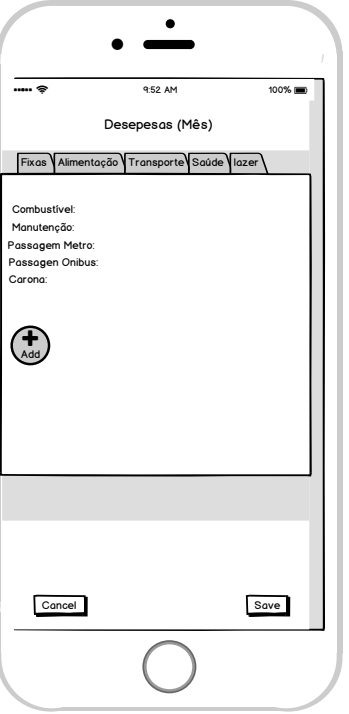 9:52 AM 100%
Desepesas (Mês)
Fixas Alimentação Transporte Saúde lazer
Combustível:
Manutenção:
Passagem Metro:
Passagen Onibus:
Carona:
Add
Cancel Save